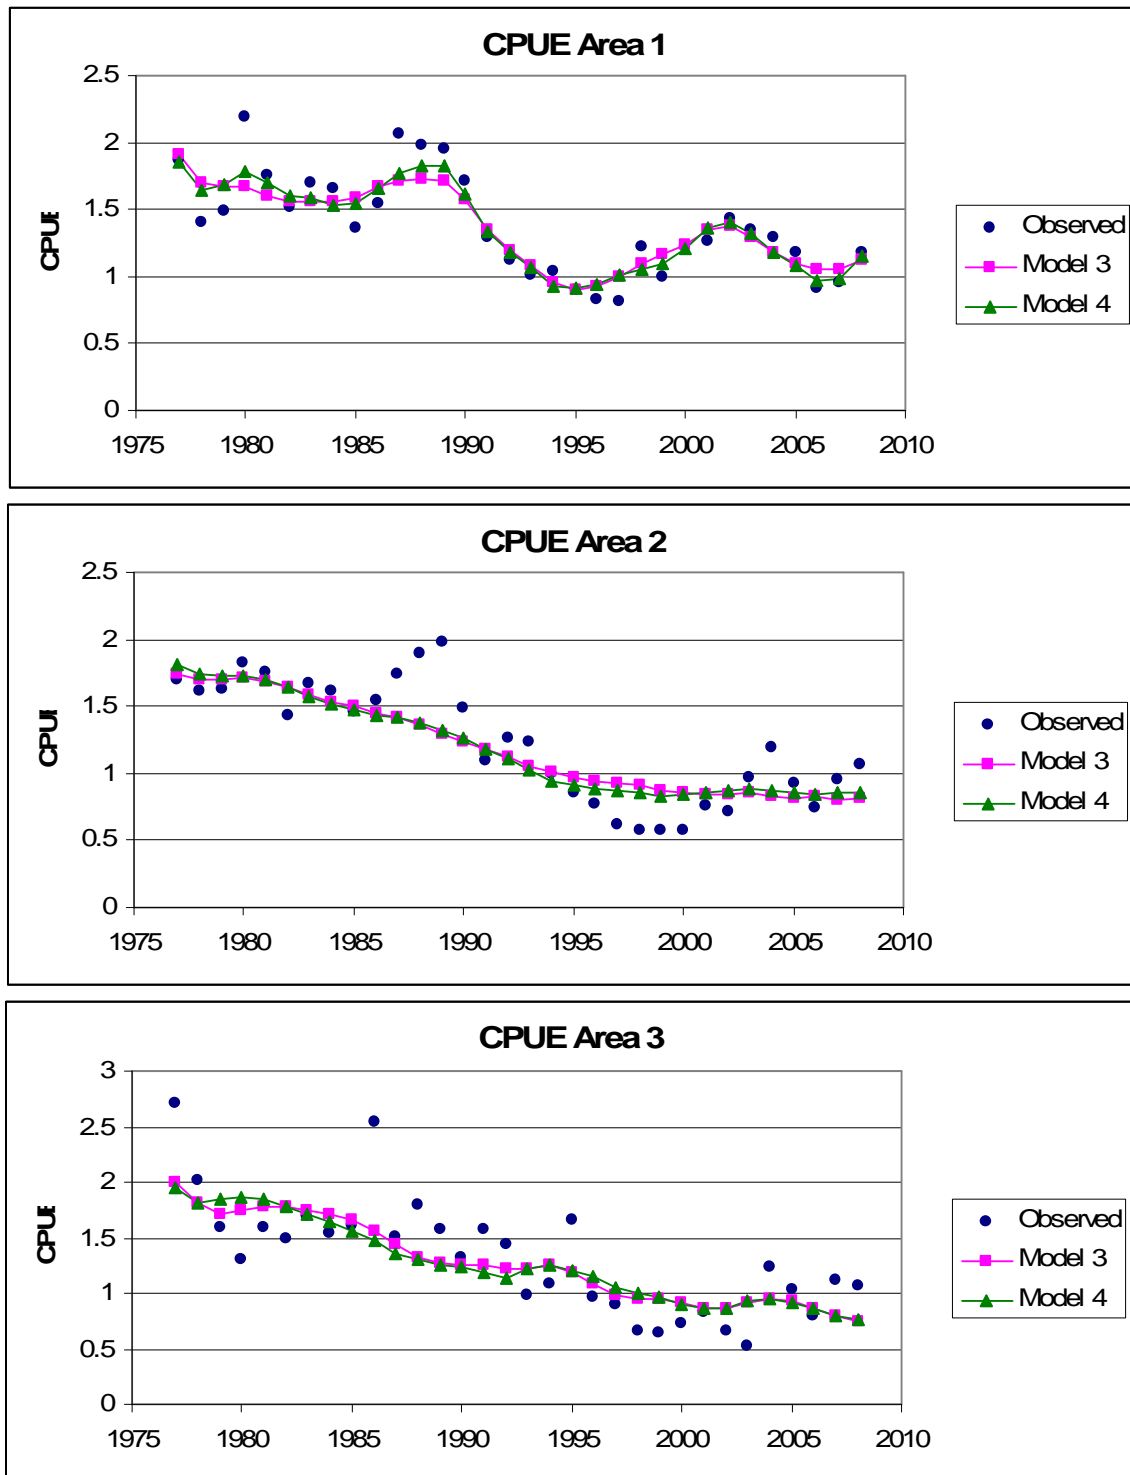 CPUE Area 1
2.5
2
1.5
1
0.5
0
CPUE
1975 1980 1985 1990 1995 2000 2005 2010
Observed
Model 3
Model 4
CPUE Area 2
2.5
2
1.5
1
0.5
0
CPUE
1975 1980 1985 1990 1995 2000 2005 2010
Observed
Model 3
Model 4
CPUE Area 3
3
2.5
2
1.5
1
0.5
0
CPUE
1975 1980 1985 1990 1995 2000 2005 2010
Observed
Model 3
Model 4